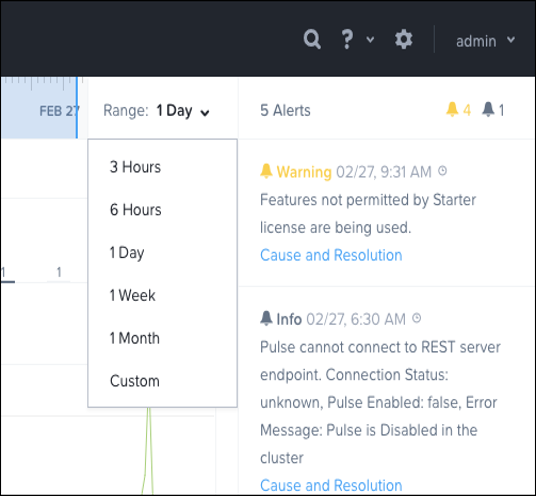 ?
admin
FEB 27
Range: 1 Day
5 Alerts
4
1
3 Hours
6 Hours
1 Day
1 Week
1 Month
Custom
1
1
Warning 02/27, 9:31 AM
Features not permitted by Starter
license are being used.
Cause and Resolution
Info 02/27, 6:30 AM
Pulse cannot connect to REST server
endpoint. Connection Status:
unknown, Pulse Enabled: false, Error
Message: Pulse is Disabled in the
cluster
Cause and Resolution